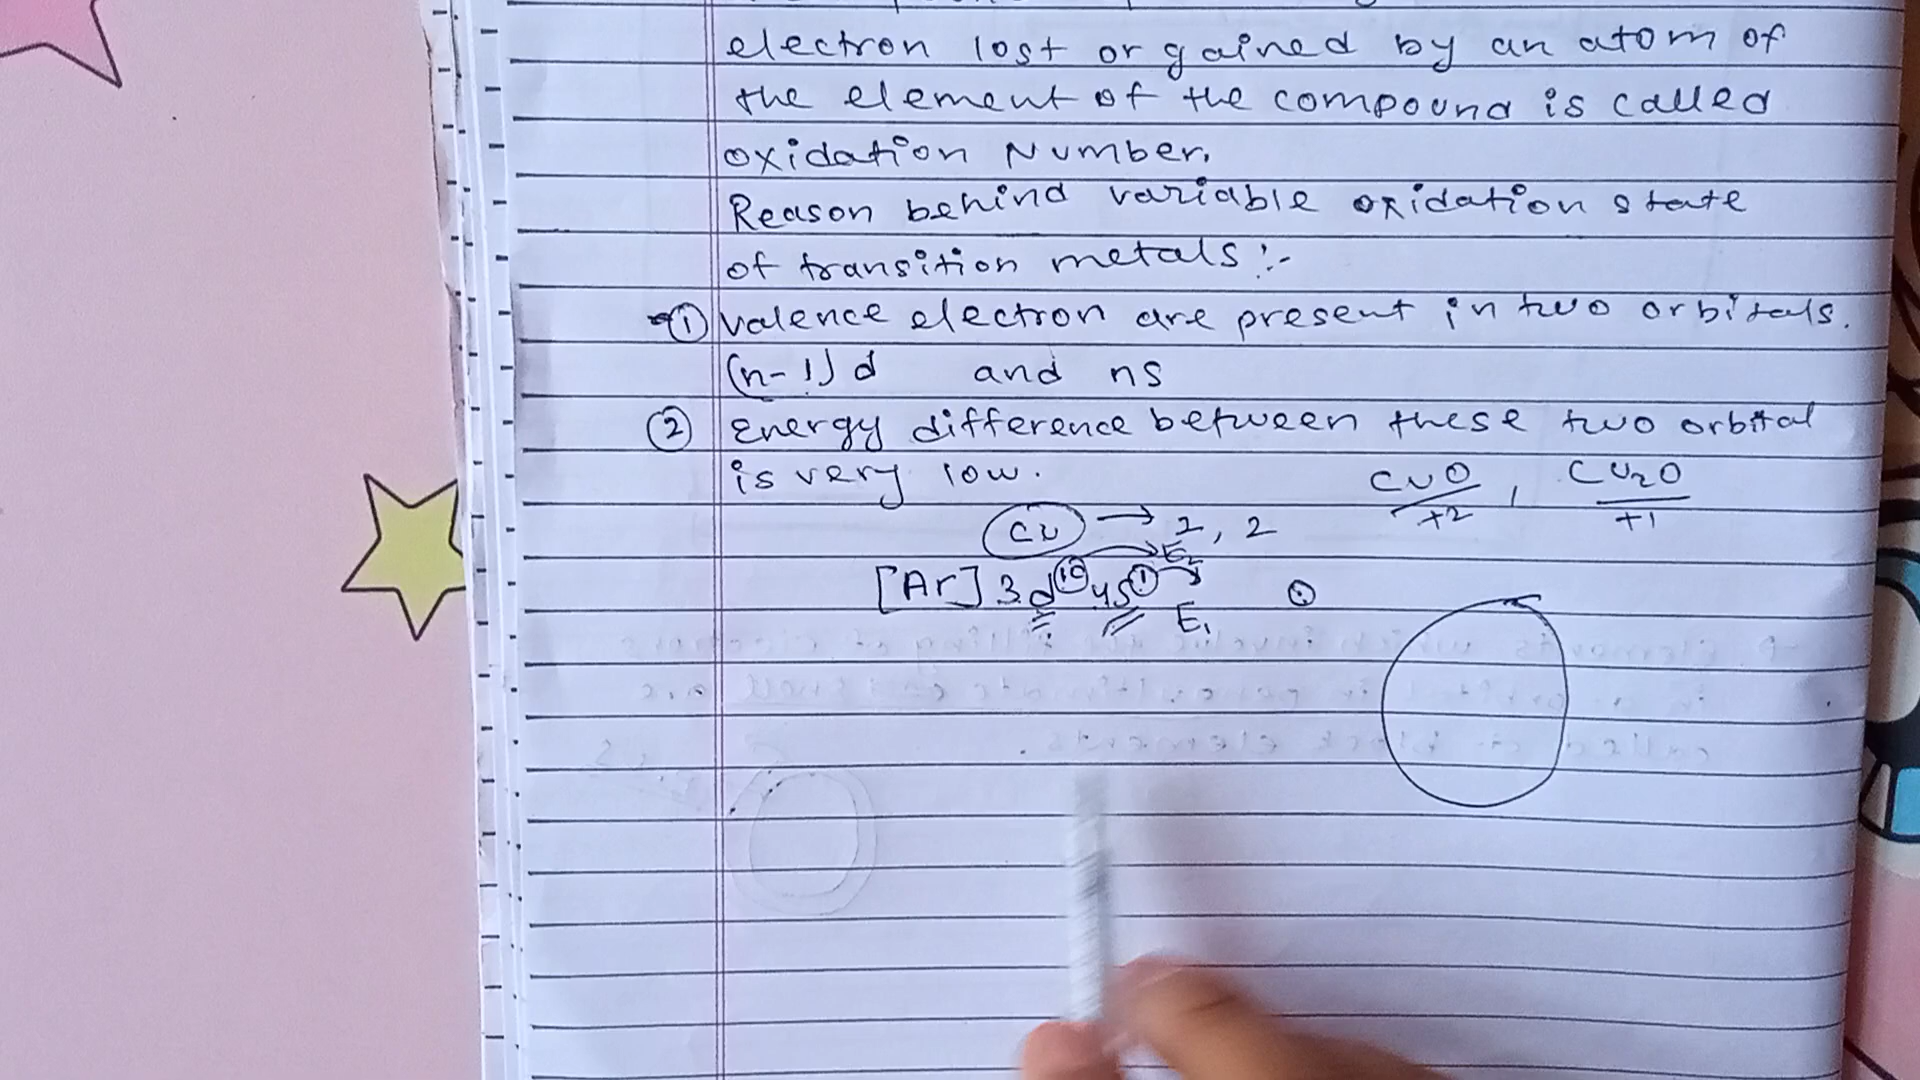 electron lost or gained by an atom of
the element of the compound is called
oxidation Number.
Reason behind variable oxidation state
of transition metals :-
① valence electron are present in two orbitals.
(n-1) d and ns
② Energy difference between these two orbital
is very low.
CuO , Cu2O
+2 +1
Cu → 1, 2
E2
[Ar] 3d10 4s1
E1